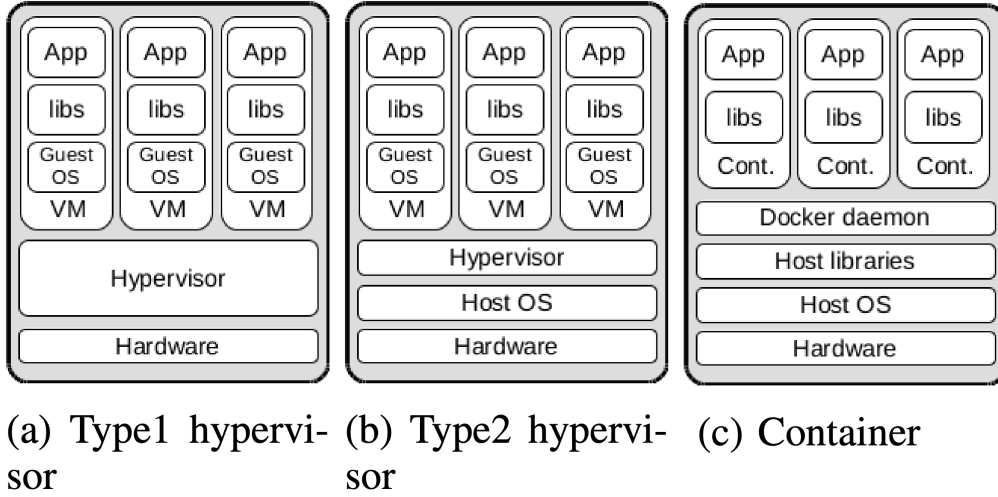 App App App
libs libs libs
Guest OS Guest OS Guest OS
VM VM VM
Hypervisor
Hardware
(a) Type1 hypervi-
sor
App App App
libs libs libs
Guest OS Guest OS Guest OS
VM VM VM
Hypervisor
Host OS
Hardware
(b) Type2 hypervi-
sor
App App App
libs libs libs
Cont. Cont. Cont.
Docker daemon
Host libraries
Host OS
Hardware
(c) Container